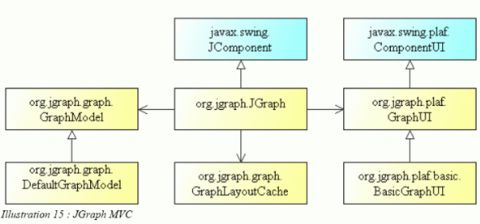 javax.swing.
JComponent
javax.swing.plaf.
ComponentUI
org.jgraph.graph.
GraphModel
org.jgraph.JGraph
org.jgraph.plaf.
GraphUI
org.jgraph.graph.
DefaultGraphModel
org.jgraph.graph.
GraphLayoutCache
org.jgraph.plaf.basic.
BasicGraphUI
Illustration 15 : JGraph MVC